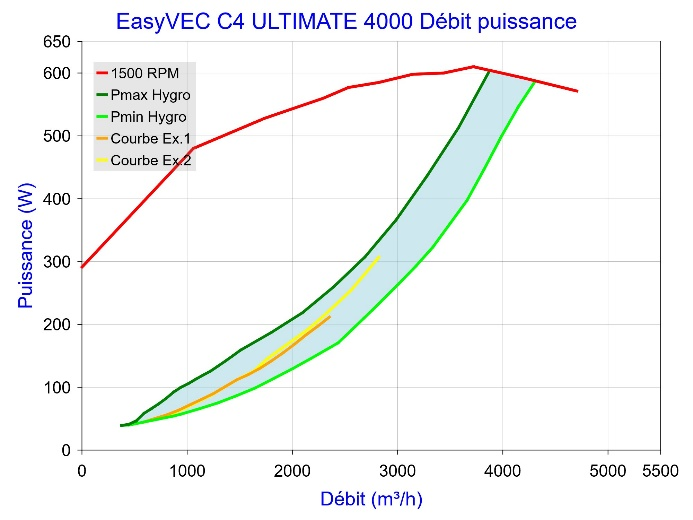 EasyVEC C4 ULTIMATE 4000 Débit puissance
650
600
500
400
300
200
100
0
Puissance (W)
1500 RPM
Pmax Hygro
Pmin Hygro
Courbe Ex.1
Courbe Ex.2
0 1000 2000 3000 4000 5000 5500
Débit (m³/h)